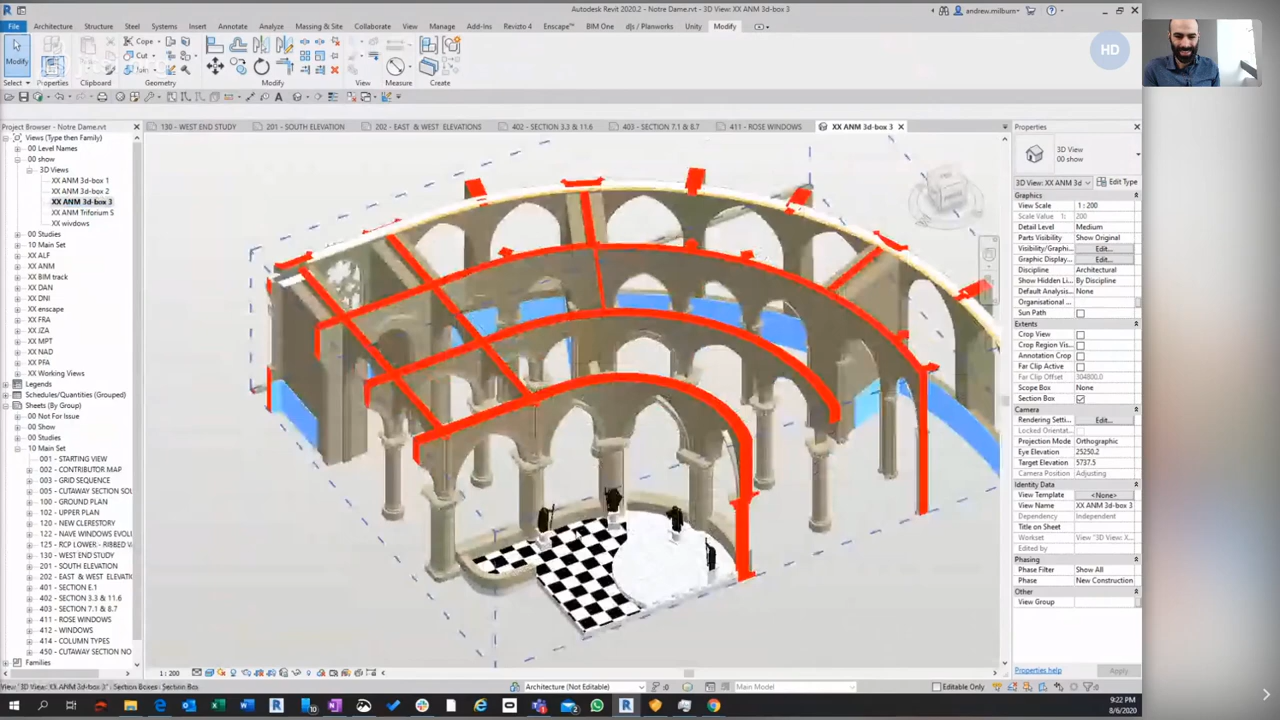 Autodesk Revit 2020.2 - Notre Dame.rvt - 3D View: XX ANM 3d-box 3
andrew.milburn
File Architecture Structure Steel Systems Insert Annotate Analyze Massing & Site Collaborate View Manage Add-Ins Revizto 4 Enscape™ BIM One d|s / Planworks Unity Modify
Cope
Cut
Join
Modify
Select Properties Clipboard Geometry Modify View Measure Create
HD
Project Browser - Notre Dame.rvt
130 - WEST END STUDY 201 - SOUTH ELEVATION 202 - EAST & WEST ELEVATIONS 402 - SECTION 3.3 & 11.6 403 - SECTION 7.1 & 8.7 411 - ROSE WINDOWS XX ANM 3d-box 3
Views (Type then Family)
00 Level Names
00 show
3D Views
XX ANM 3d-box 1
XX ANM 3d-box 2
XX ANM 3d-box 3
XX ANM Triforium S
XX windows
00 Studies
10 Main Set
XX ALF
XX ANM
XX BIM track
XX DAN
XX DNI
XX enscape
XX FRA
XX JZA
XX MPT
XX NAD
XX PFA
XX Working Views
Legends
Schedules/Quantities (Grouped)
Sheets (By Group)
00 Not For Issue
00 Show
00 Studies
10 Main Set
001 - STARTING VIEW
002 - CONTRIBUTOR MAP
003 - GRID SEQUENCE
005 - CUTAWAY SECTION SOU
100 - GROUND PLAN
102 - UPPER PLAN
120 - NEW CLERESTORY
122 - NAVE WINDOWS EVOLN
125 - RCP LOWER - RIBBED V
130 - WEST END STUDY
201 - SOUTH ELEVATION
202 - EAST & WEST ELEVATI
401 - SECTION E.1
402 - SECTION 3.3 & 11.6
403 - SECTION 7.1 & 8.7
411 - ROSE WINDOWS
412 - WINDOWS
414 - COLUMN TYPES
450 - CUTAWAY SECTION NO
Families
Properties
3D View
00 show
3D View: XX ANM 3d Edit Type
Graphics
View Scale 1 : 200
Scale Value 1: 200
Detail Level Medium
Parts Visibility Show Original
Visibility/Graphi... Edit...
Graphic Display... Edit...
Discipline Architectural
Show Hidden Li... By Discipline
Default Analysis... None
Organisational ...
Sun Path
Extents
Crop View
Crop Region Vis...
Annotation Crop
Far Clip Active
Far Clip Offset 304800.0
Scope Box None
Section Box
Camera
Rendering Setti... Edit...
Locked Orientat...
Projection Mode Orthographic
Eye Elevation 25250.2
Target Elevation 5737.5
Camera Position Adjusting
Identity Data
View Template <None>
View Name XX ANM 3d-box 3
Dependency Independent
Title on Sheet
Workset View "3D View: X...
Edited by
Phasing
Phase Filter Show All
Phase New Construction
Other
View Group
Properties help Apply
1 : 200
View "3D View: XX ANM 3d-box 3" : Section Boxes : Section Box
Architecture (Not Editable) :0 Main Model Editable Only :0
9:22 PM
8/6/2020